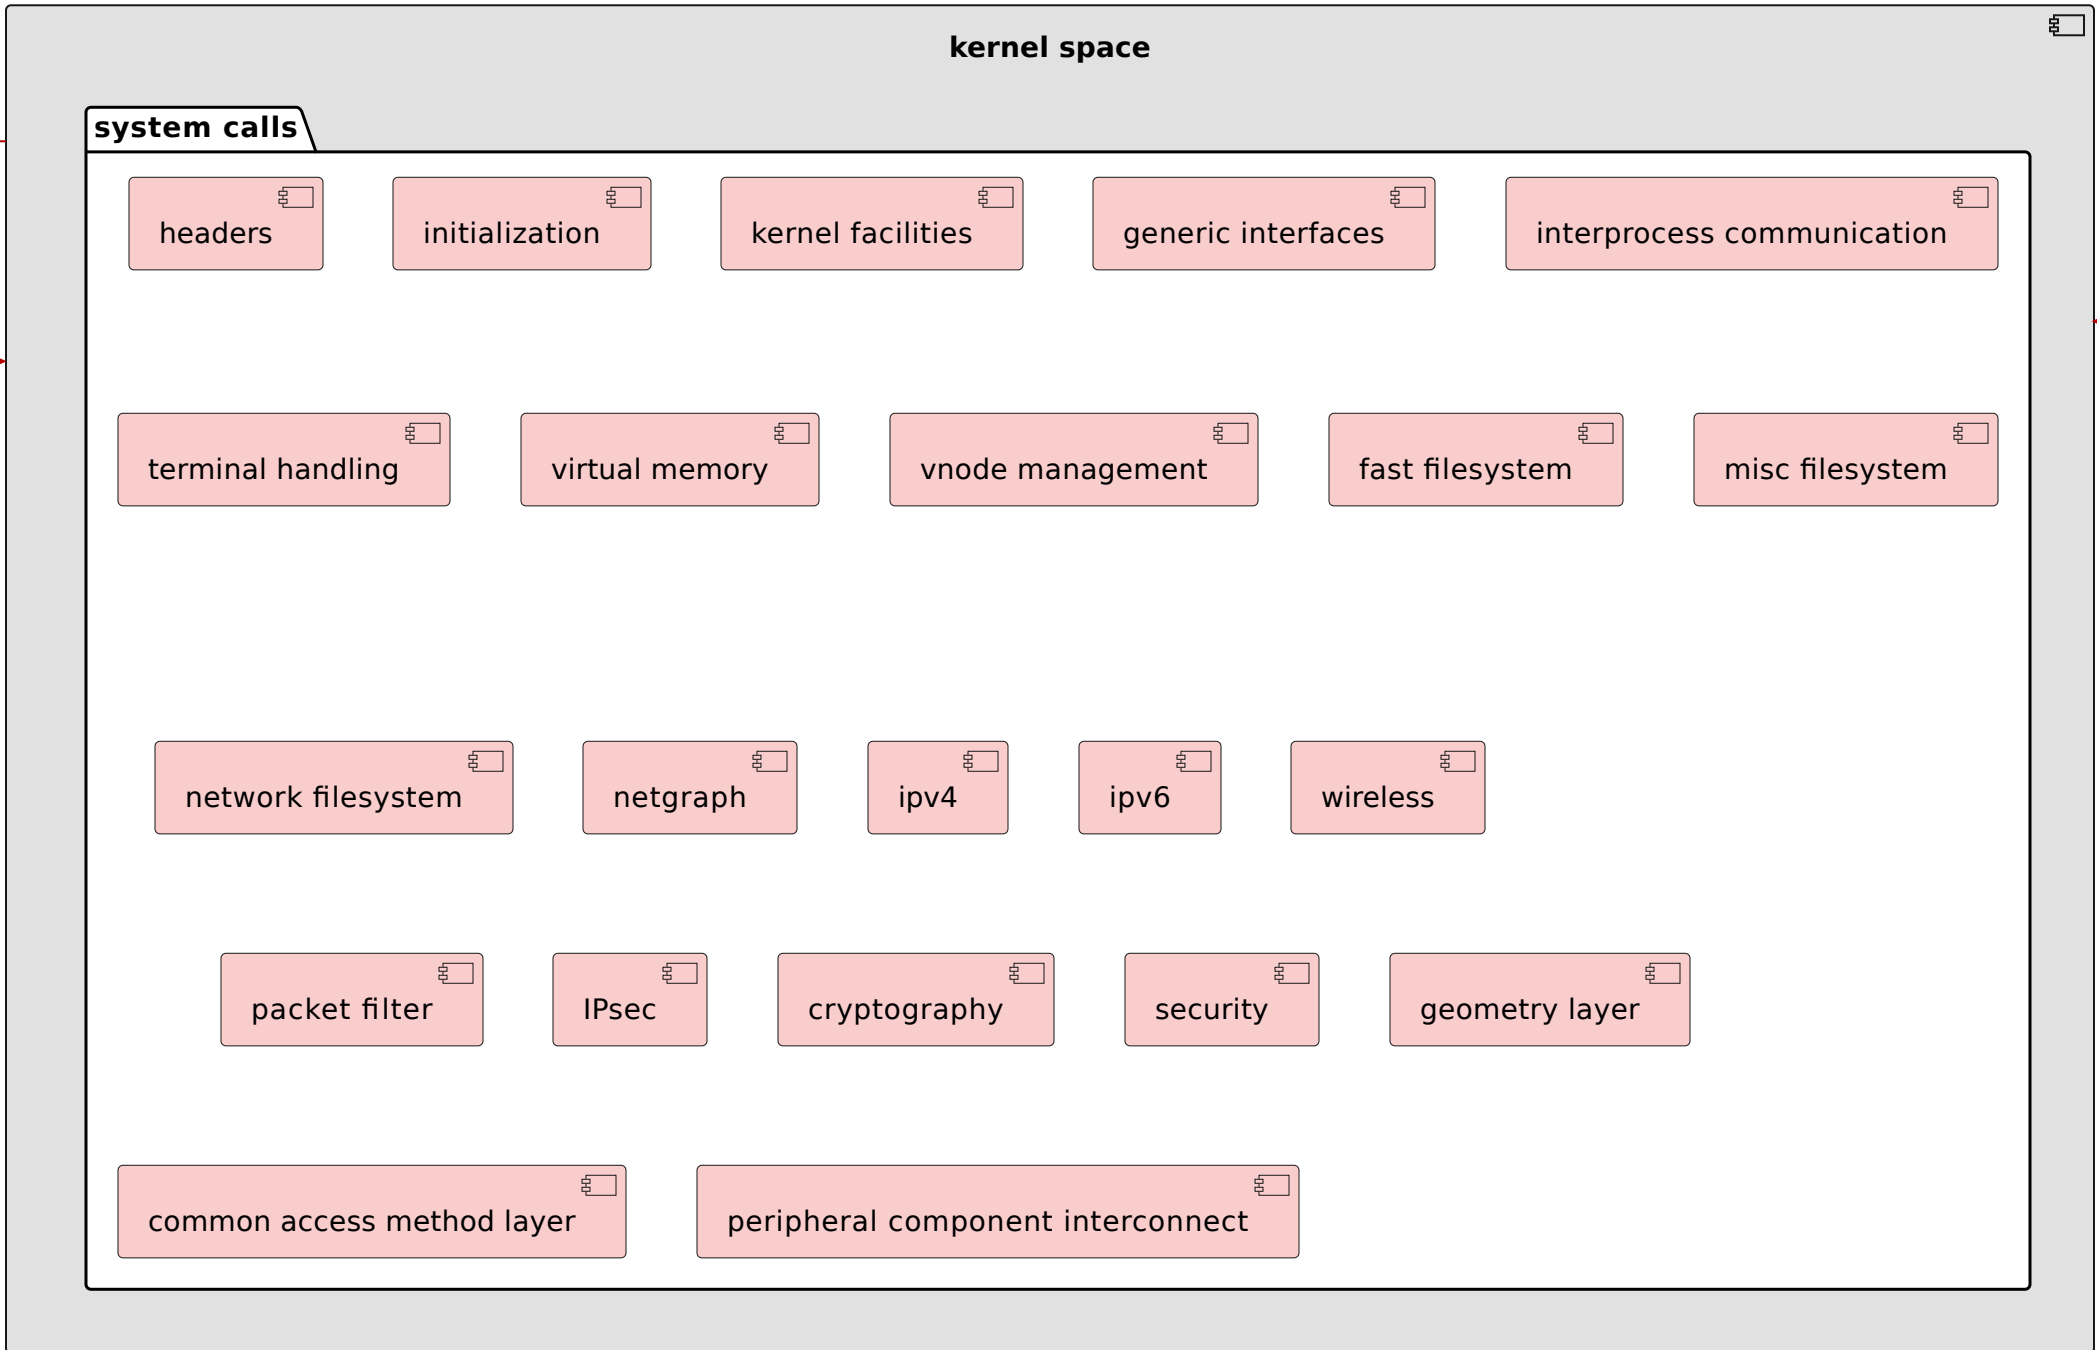 kernel space
system calls
headers
initialization
kernel facilities
generic interfaces
interprocess communication
terminal handling
virtual memory
vnode management
fast filesystem
misc filesystem
network filesystem
netgraph
ipv4
ipv6
wireless
packet filter
IPsec
cryptography
security
geometry layer
common access method layer
peripheral component interconnect